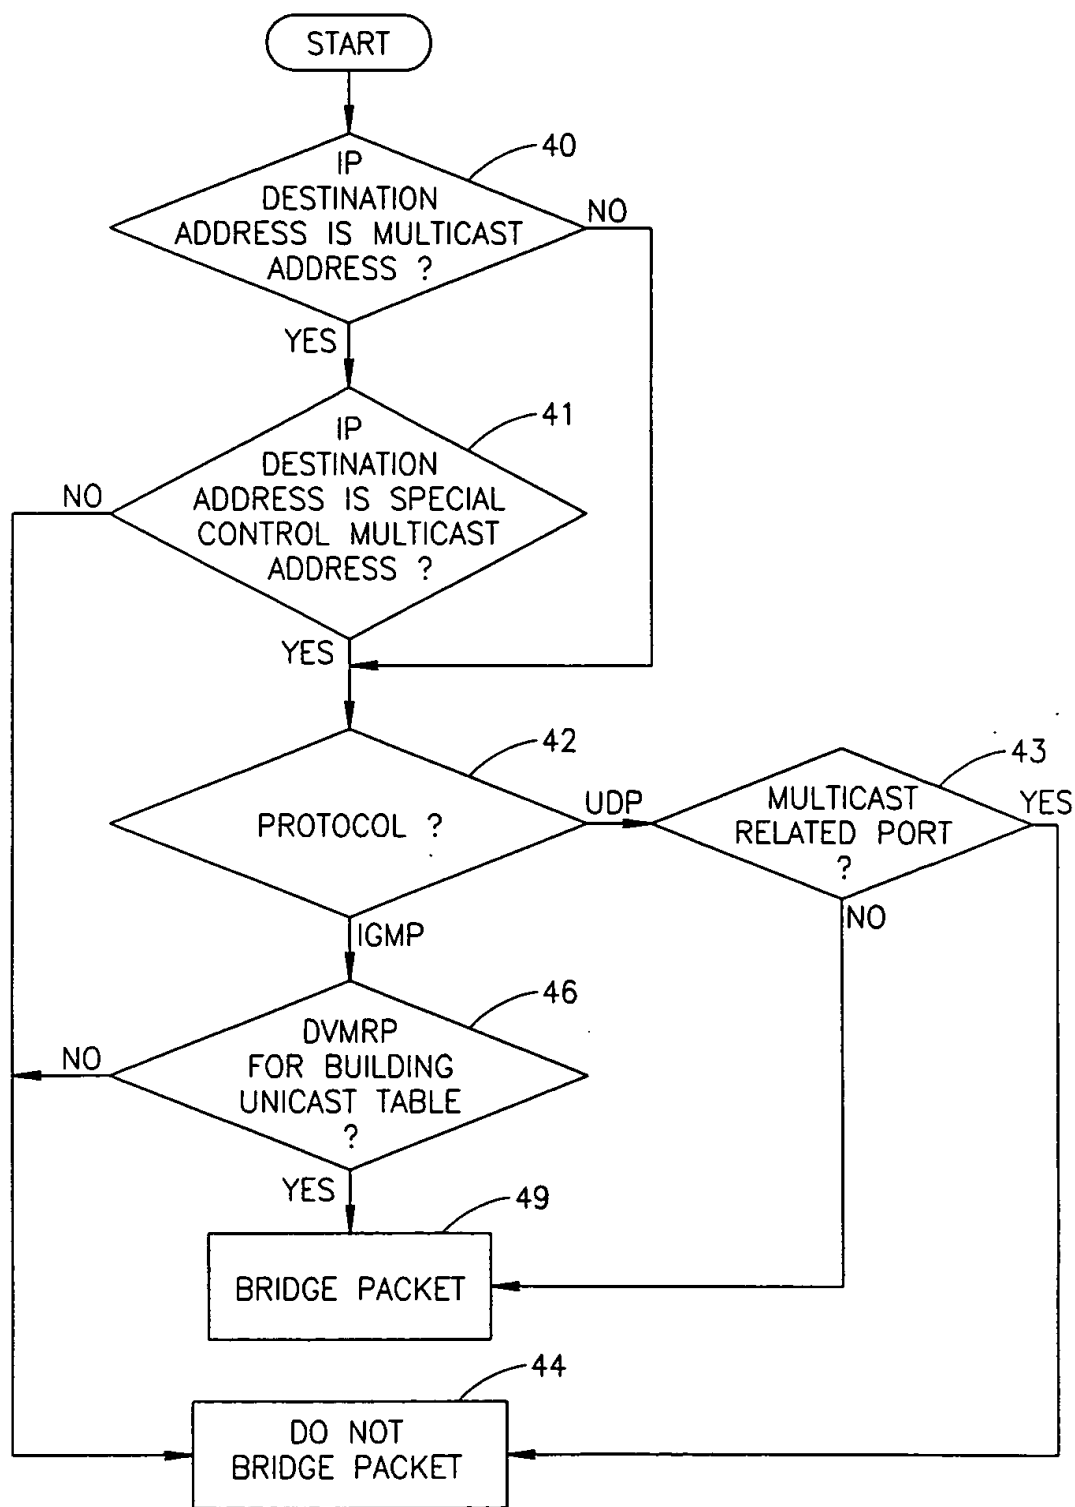 START
40
IP
DESTINATION
ADDRESS IS MULTICAST
ADDRESS ?
NO
YES
41
IP
DESTINATION
ADDRESS IS SPECIAL
CONTROL MULTICAST
ADDRESS ?
NO
YES
42
PROTOCOL ?
UDP
43
MULTICAST
RELATED PORT
?
YES
NO
IGMP
46
DVMRP
FOR BUILDING
UNICAST TABLE
?
NO
YES
49
BRIDGE PACKET
44
DO NOT
BRIDGE PACKET